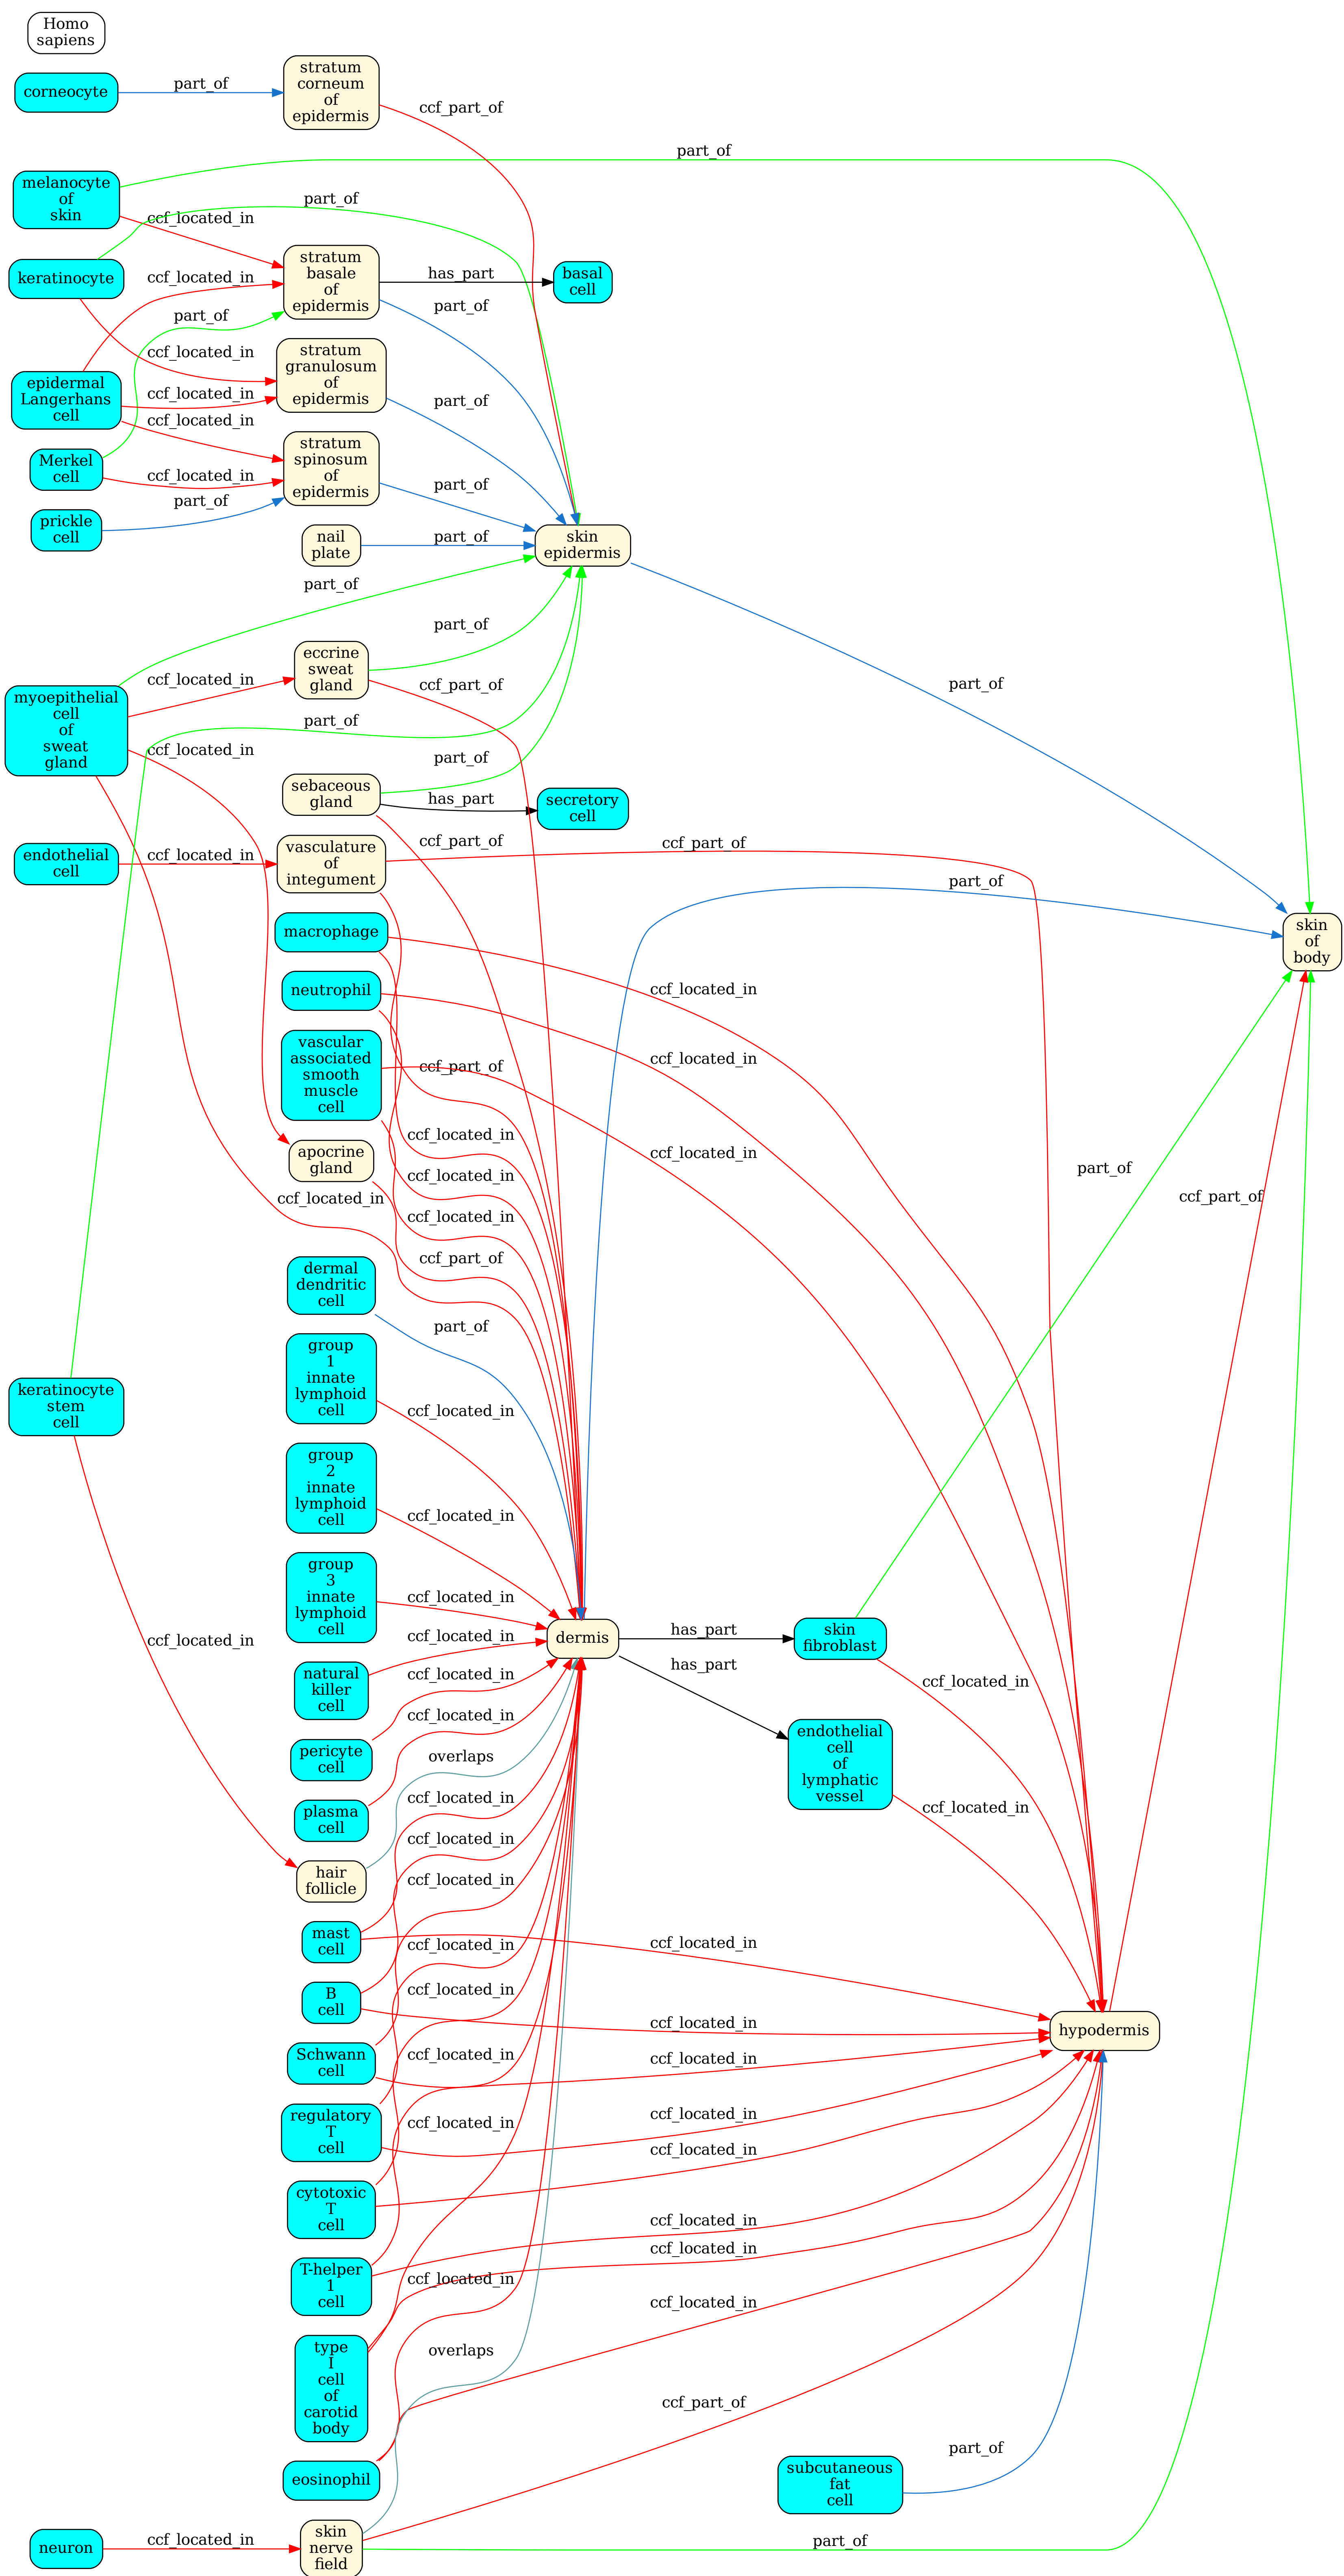 Homo
sapiens
corneocyte
part_of
stratum
corneum
of
epidermis
ccf_part_of
part_of
melanocyte
of
skin
ccf_located_in
part_of
keratinocyte
ccf_located_in
stratum
basale
of
epidermis
has_part
basal
cell
part_of
part_of
ccf_located_in
stratum
granulosum
of
epidermis
part_of
epidermal
Langerhans
cell
ccf_located_in
ccf_located_in
stratum
spinosum
of
epidermis
part_of
Merkel
cell
ccf_located_in
part_of
prickle
cell
nail
plate
part_of
skin
epidermis
part_of
part_of
eccrine
sweat
gland
ccf_part_of
part_of
ccf_located_in
myoepithelial
cell
of
sweat
gland
part_of
ccf_located_in
part_of
sebaceous
gland
has_part
secretory
cell
ccf_part_of
endothelial
cell
ccf_located_in
vasculature
of
integument
ccf_part_of
part_of
macrophage
skin
of
body
neutrophil
ccf_located_in
vascular
associated
smooth
muscle
cell
ccf_part_of
ccf_located_in
ccf_located_in
ccf_located_in
apocrine
gland
ccf_located_in
part_of
ccf_located_in
ccf_located_in
ccf_part_of
ccf_part_of
dermal
dendritic
cell
part_of
group
1
innate
lymphoid
cell
ccf_located_in
keratinocyte
stem
cell
group
2
innate
lymphoid
cell
ccf_located_in
group
3
innate
lymphoid
cell
ccf_located_in
ccf_located_in
ccf_located_in
dermis
has_part
has_part
skin
fibroblast
natural
killer
cell
ccf_located_in
ccf_located_in
ccf_located_in
pericyte
cell
overlaps
endothelial
cell
of
lymphatic
vessel
ccf_located_in
plasma
cell
ccf_located_in
ccf_located_in
hair
follicle
ccf_located_in
mast
cell
ccf_located_in
ccf_located_in
B
cell
ccf_located_in
ccf_located_in
hypodermis
Schwann
cell
ccf_located_in
ccf_located_in
regulatory
T
cell
ccf_located_in
ccf_located_in
cytotoxic
T
cell
ccf_located_in
ccf_located_in
T-helper
1
cell
ccf_located_in
ccf_located_in
ccf_located_in
type
I
cell
of
carotid
body
overlaps
ccf_part_of
eosinophil
subcutaneous
fat
cell
part_of
neuron
ccf_located_in
skin
nerve
field
part_of